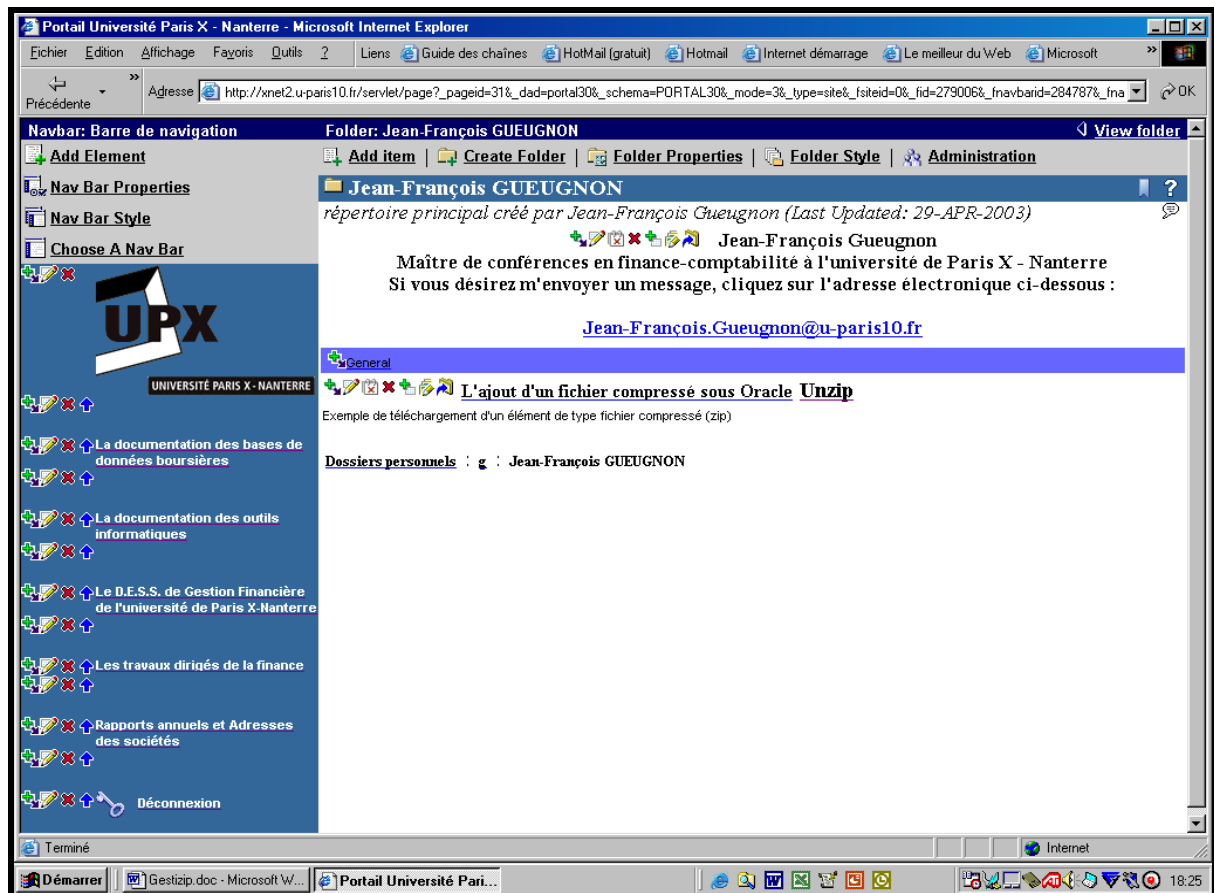 Portail Université Paris X - Nanterre - Microsoft Internet Explorer
Fichier Edition Affichage Favoris Outils ? Liens Guide des chaînes HotMail (gratuit) Hotmail Internet démarrage Le meilleur du Web Microsoft »
Précédente » Adresse http://xnet2.u-paris10.fr/servlet/page?_pageid=31&_dad=portal30&_schema=PORTAL30&_mode=3&_type=site&_fsiteid=0&_fid=279006&_fnavbarid=284787&_fna OK
Navbar: Barre de navigation
Add Element
Nav Bar Properties
Nav Bar Style
Choose A Nav Bar
UPX
UNIVERSITÉ PARIS X - NANTERRE
La documentation des bases de
données boursières
La documentation des outils
informatiques
Le D.E.S.S. de Gestion Financière
de l'université de Paris X-Nanterre
Les travaux dirigés de la finance
Rapports annuels et Adresses
des sociétés
Déconnexion
Folder: Jean-François GUEUGNON View folder
Add item | Create Folder | Folder Properties | Folder Style | Administration
Jean-François GUEUGNON ?
répertoire principal créé par Jean-François Gueugnon (Last Updated: 29-APR-2003)
Jean-François Gueugnon
Maître de conférences en finance-comptabilité à l'université de Paris X - Nanterre
Si vous désirez m'envoyer un message, cliquez sur l'adresse électronique ci-dessous :
Jean-François.Gueugnon@u-paris10.fr
General
L'ajout d'un fichier compressé sous Oracle Unzip
Exemple de téléchargement d'un élément de type fichier compressé (zip)
Dossiers personnels : g : Jean-François GUEUGNON
Terminé Internet
Démarrer Gestizip.doc - Microsoft W... Portail Université Pari... 18:25